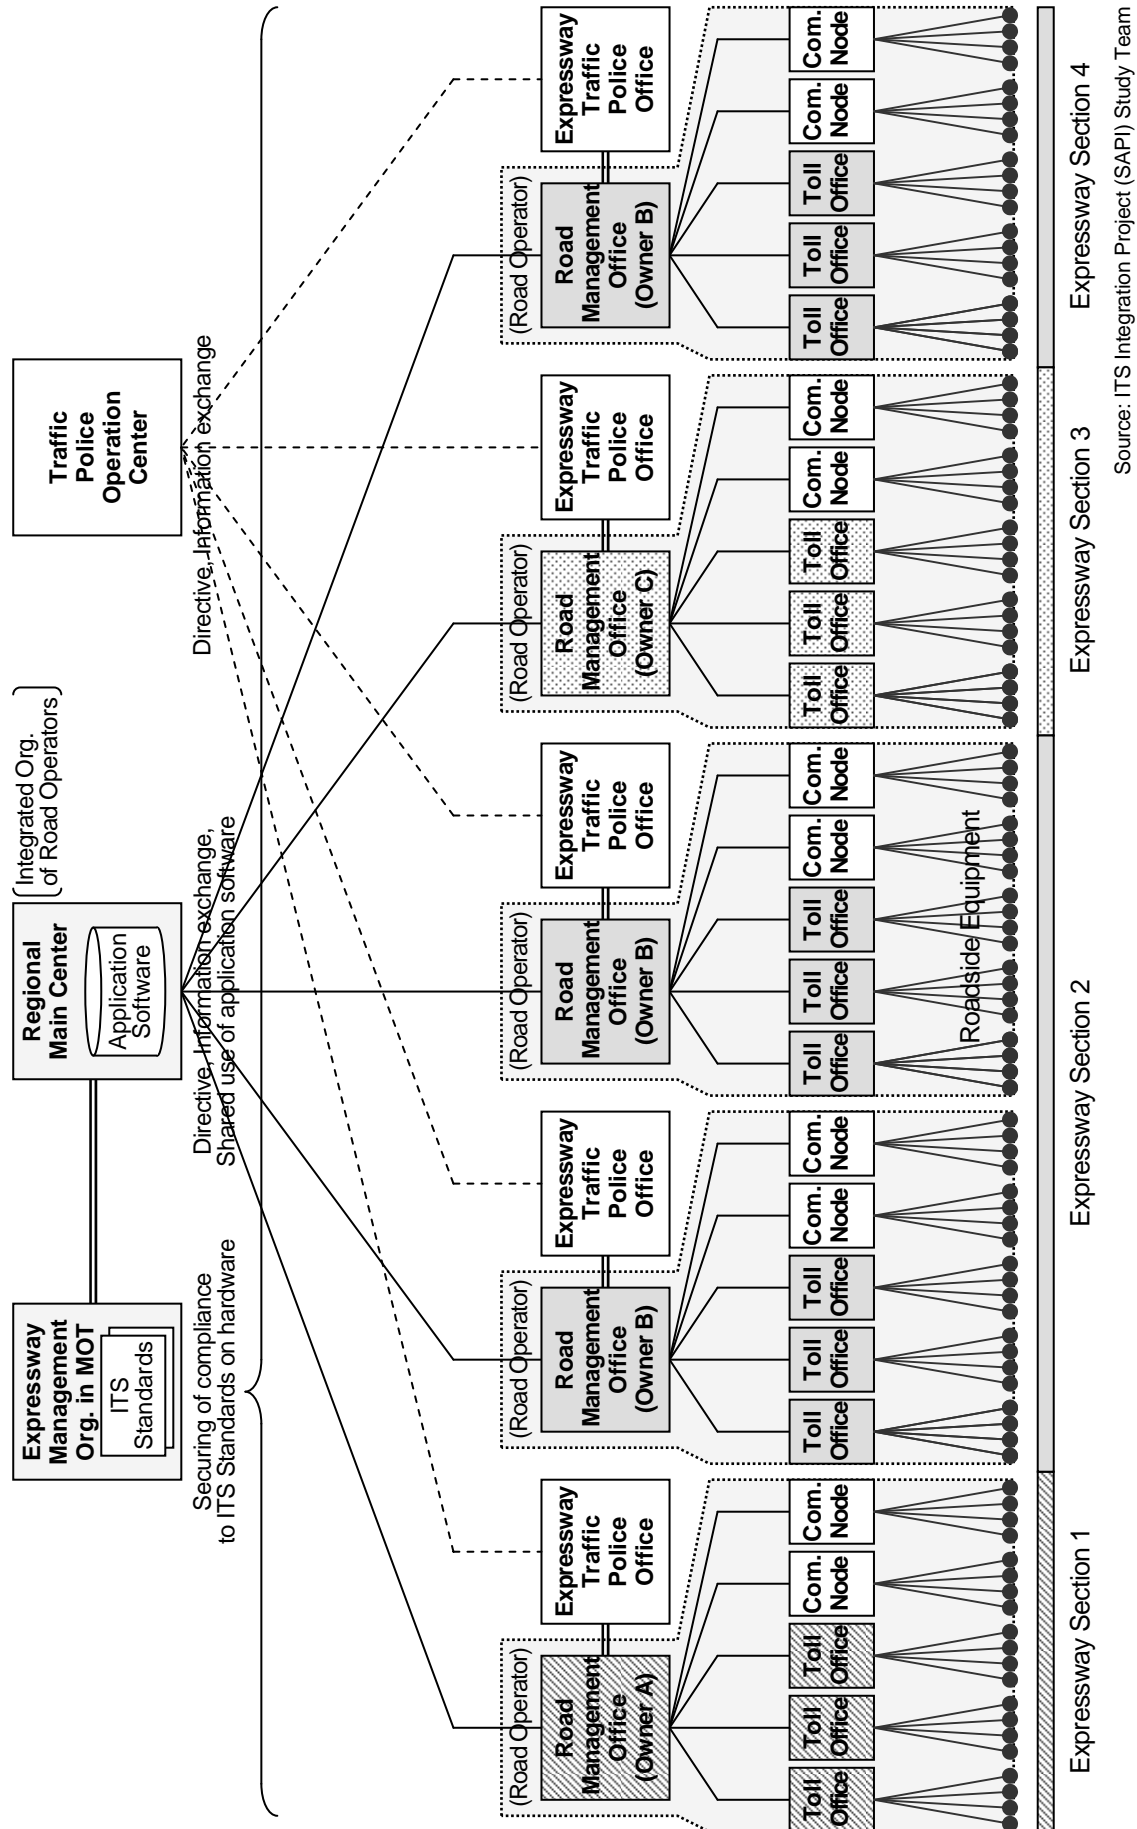 Expressway
Management
Org. in MOT
ITS
Standards
Regional
Main Center
Application
Software
Integrated Org.
of Road Operators
Traffic
Police
Operation
Center
Securing of compliance
to ITS Standards on hardware
Directive, Information exchange,
Shared use of application software
Directive, Information exchange
(Road Operator)
Road
Management
Office
(Owner A)
Expressway
Traffic
Police
Office
(Road Operator)
Road
Management
Office
(Owner B)
Expressway
Traffic
Police
Office
(Road Operator)
Road
Management
Office
(Owner B)
Expressway
Traffic
Police
Office
(Road Operator)
Road
Management
Office
(Owner C)
Expressway
Traffic
Police
Office
(Road Operator)
Road
Management
Office
(Owner B)
Expressway
Traffic
Police
Office
Toll
Office
Toll
Office
Toll
Office
Com.
Node
Com.
Node
Toll
Office
Toll
Office
Toll
Office
Com.
Node
Com.
Node
Toll
Office
Toll
Office
Toll
Office
Com.
Node
Com.
Node
Toll
Office
Toll
Office
Toll
Office
Com.
Node
Com.
Node
Toll
Office
Toll
Office
Toll
Office
Com.
Node
Com.
Node
Roadside Equipment
Expressway Section 1
Expressway Section 2
Expressway Section 3
Expressway Section 4
Source: ITS Integration Project (SAPI) Study Team